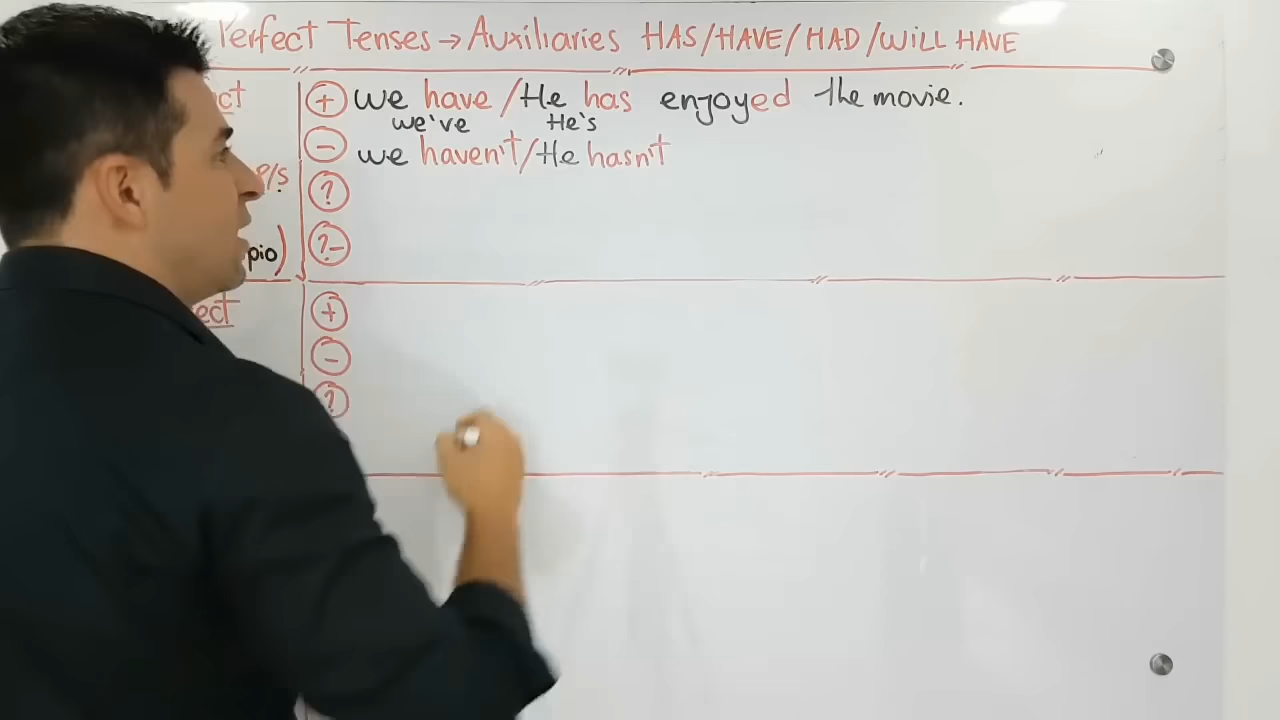 Perfect Tenses → Auxiliaries HAS/HAVE/HAD/WILL HAVE
+ We have/He has enjoyed the movie.
we've He's
- We haven't/He hasn't
?
?-
+
-
?